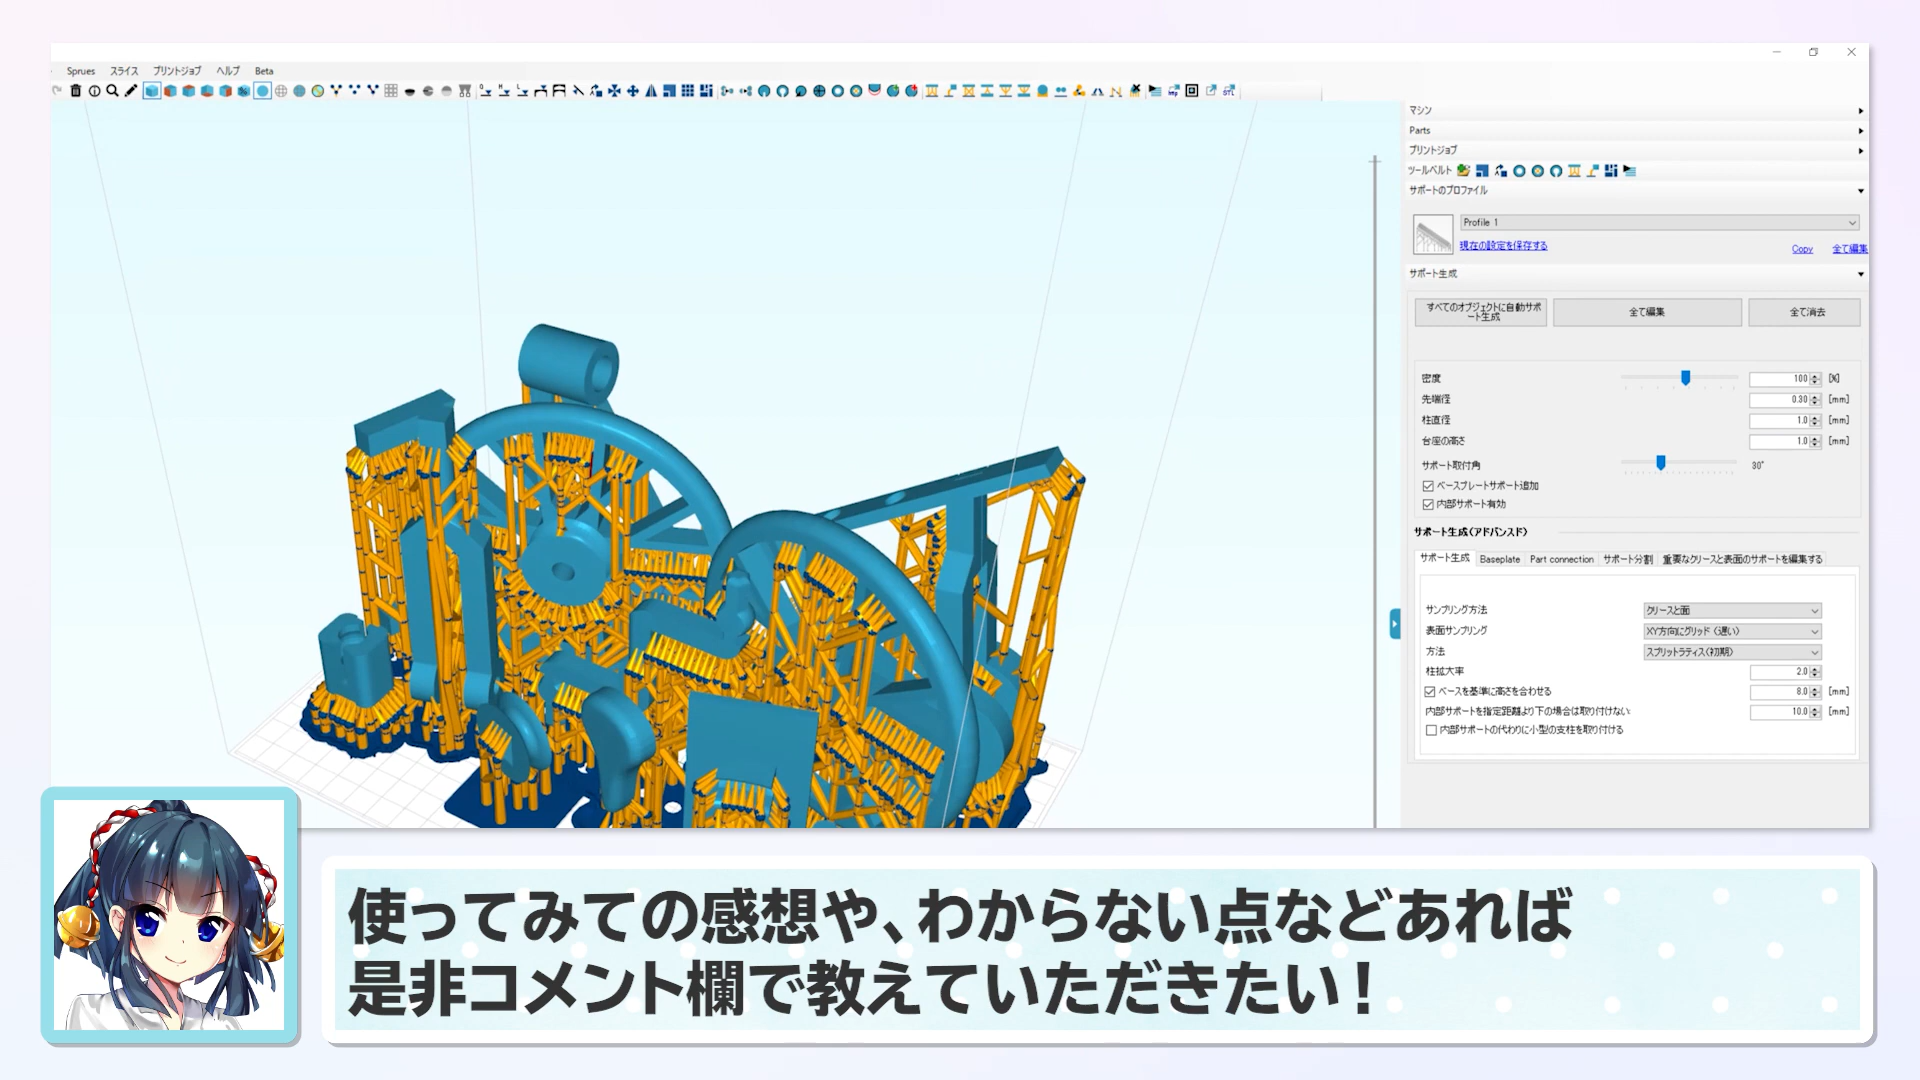 Sprues スライス プリントジョブ ヘルプ Beta
マシン
Parts
プリントジョブ
ツールベルト
サポートのプロファイル
Profile 1
現在の設定を保存する
Copy 全て編集
サポート生成
すべてのオブジェクトに自動サポ
ート生成
全て編集
全て消去
密度 100 [%]
先端径 0.30 [mm]
柱直径 1.0 [mm]
台座の高さ 1.0 [mm]
サポート取付角 30°
ベースプレートサポート追加
内部サポート有効
サポート生成(アドバンスド)
サポート生成 Baseplate Part connection サポート分割 重要なクリースと表面のサポートを編集する
サンプリング方法 クリースと面
表面サンプリング XY方向にグリッド (遅い)
方法 スプリットラティス(初期)
柱拡大率 2.0
ベースを基準に高さを合わせる 8.0 [mm]
内部サポートを指定距離より下の場合は取り付けない 10.0 [mm]
内部サポートの代わりに小型の支柱を取り付ける
使ってみての感想や、わからない点などあれば
是非コメント欄で教えていただきたい!